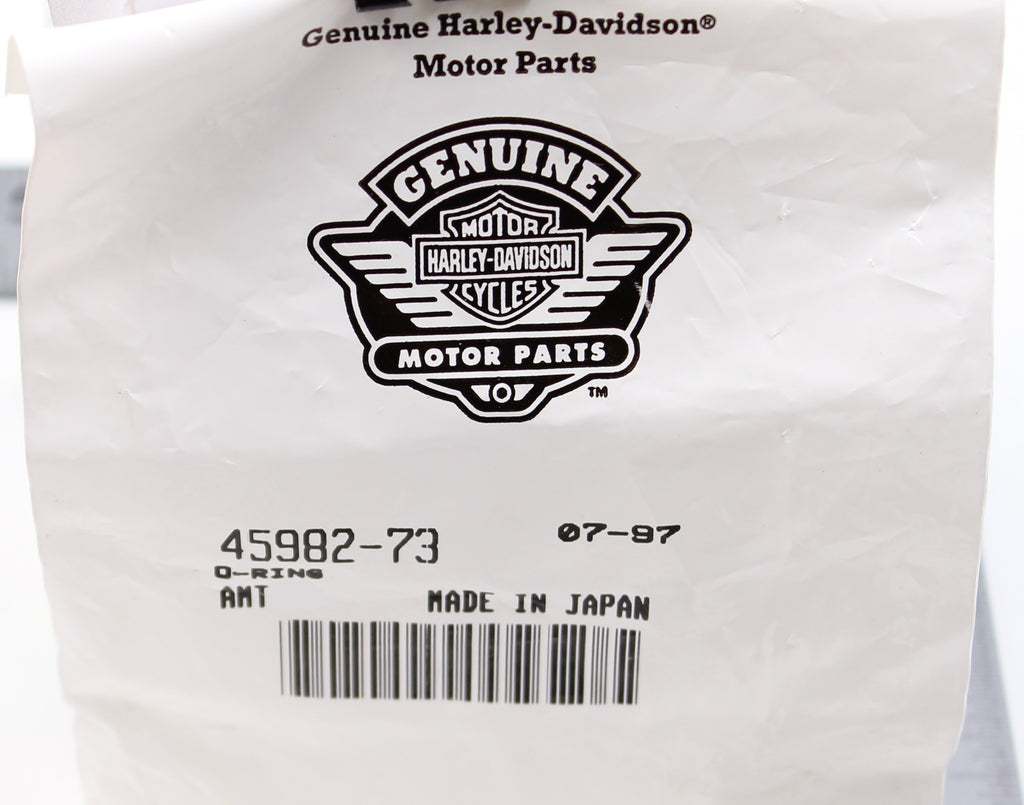 Genuine Harley-Davidson®
Motor Parts
GENUINE
MOTOR
HARLEY-DAVIDSON
CYCLES
MOTOR PARTS
TM
45982-73 07-97
O-RING
AMT MADE IN JAPAN